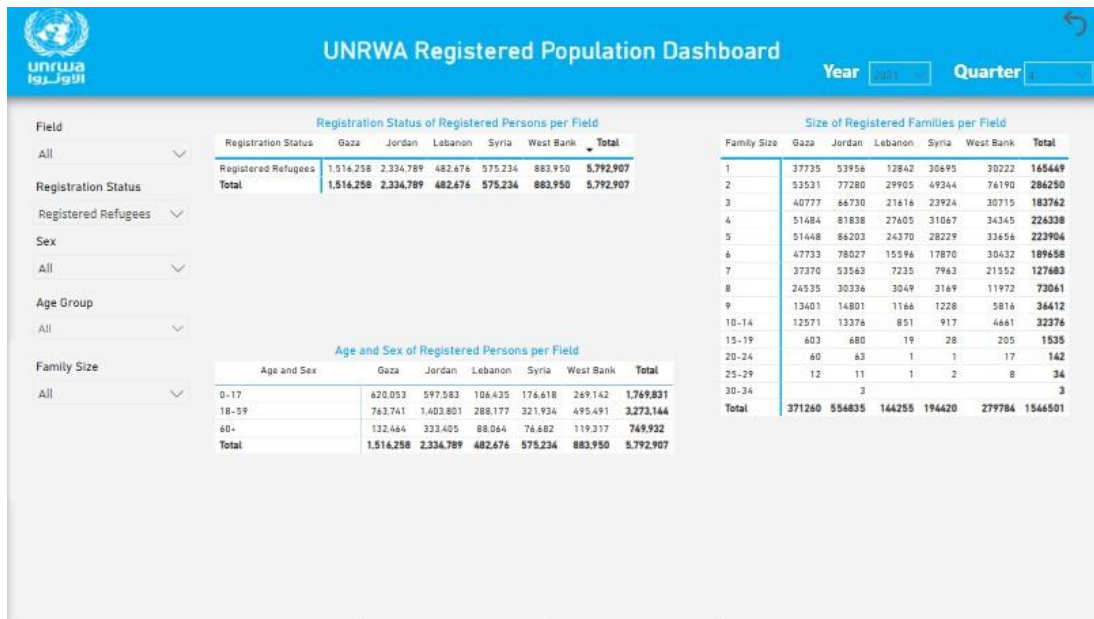 unrwa
الأونروا
UNRWA Registered Population Dashboard
Year 2021 Quarter 4
Field
All
Registration Status
Registered Refugees
Sex
All
Age Group
All
Family Size
All
Registration Status of Registered Persons per Field
Registration Status Gaza Jordan Lebanon Syria West Bank Total
Registered Refugees 1,516,258 2,334,789 482,676 575,234 883,950 5,792,907
Total 1,516,258 2,334,789 482,676 575,234 883,950 5,792,907
Age and Sex of Registered Persons per Field
Age and Sex Gaza Jordan Lebanon Syria West Bank Total
0-17 620,053 597,583 106,435 176,618 269,142 1,769,831
18-59 763,741 1,403,801 288,177 321,934 495,491 3,273,144
60+ 132,464 333,405 88,064 76,682 119,317 749,932
Total 1,516,258 2,334,789 482,676 575,234 883,950 5,792,907
Size of Registered Families per Field
Family Size Gaza Jordan Lebanon Syria West Bank Total
1 37735 53956 12842 30695 30222 165449
2 53531 77280 29905 49344 76190 286250
3 40777 66730 21616 23924 30715 183762
4 51484 81838 27605 31067 34345 226338
5 51448 86203 24370 28229 33656 223904
6 47733 78027 15596 17870 30432 189658
7 37370 53563 7235 7963 21552 127683
8 24535 30336 3049 3169 11972 73061
9 13401 14801 1166 1228 5816 36412
10-14 12571 13376 851 917 4661 32376
15-19 603 680 19 28 205 1535
20-24 60 63 1 1 17 142
25-29 12 11 1 2 8 34
30-34 3 3
Total 371260 556835 144255 194420 279784 1546501